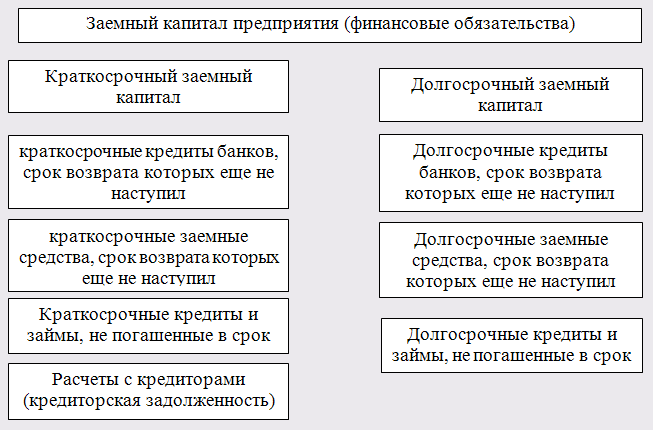 Заемный капитал предприятия (финансовые обязательства)
Краткосрочный заемный
капитал
краткосрочные кредиты банков,
срок возврата которых еще не
наступил
краткосрочные заемные
средства, срок возврата которых
еще не наступил
Краткосрочные кредиты и
займы, не погашенные в срок
Расчеты с кредиторами
(кредиторская задолженность)
Долгосрочный заемный
капитал
Долгосрочные кредиты
банков, срок возврата
которых еще не наступил
Долгосрочные заемные
средства, срок возврата
которых еще не наступил
Долгосрочные кредиты и
займы, не погашенные в срок